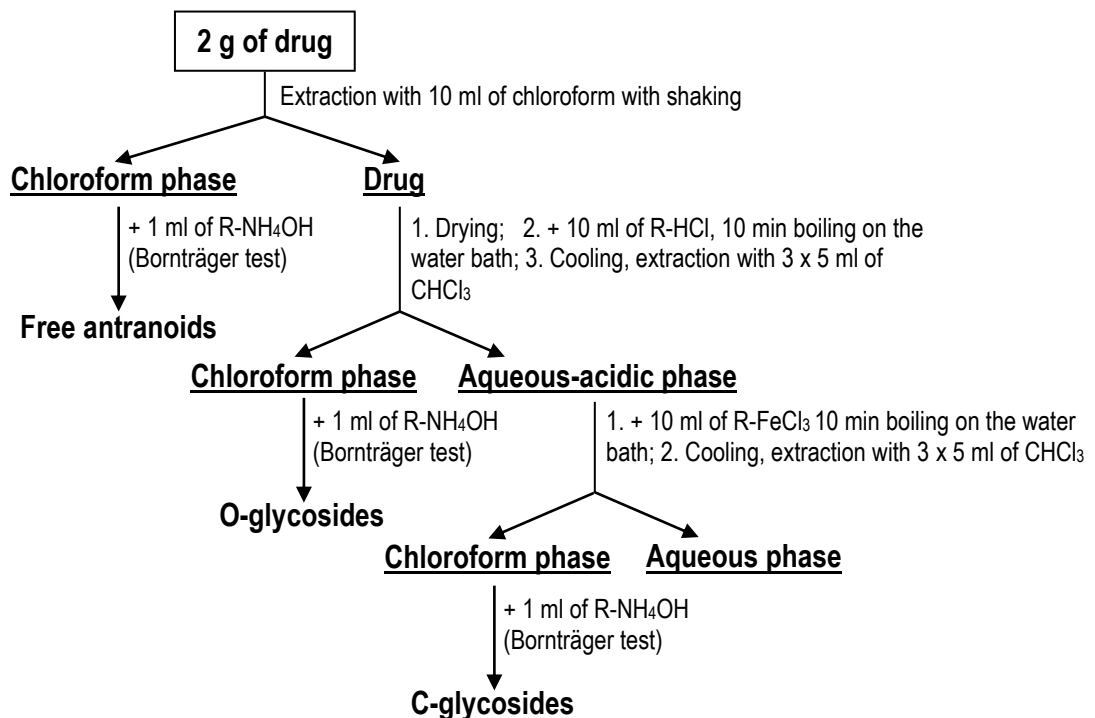 2 g of drug
Extraction with 10 ml of chloroform with shaking
Chloroform phase
Drug
+ 1 ml of R-NH₄OH
(Bornträger test)
1. Drying; 2. + 10 ml of R-HCl, 10 min boiling on the
water bath; 3. Cooling, extraction with 3 x 5 ml of
CHCl₃
Free antranoids
Chloroform phase
Aqueous-acidic phase
+ 1 ml of R-NH₄OH
(Bornträger test)
1. + 10 ml of R-FeCl₃ 10 min boiling on the water
bath; 2. Cooling, extraction with 3 x 5 ml of CHCl₃
O-glycosides
Chloroform phase
Aqueous phase
+ 1 ml of R-NH₄OH
(Bornträger test)
C-glycosides